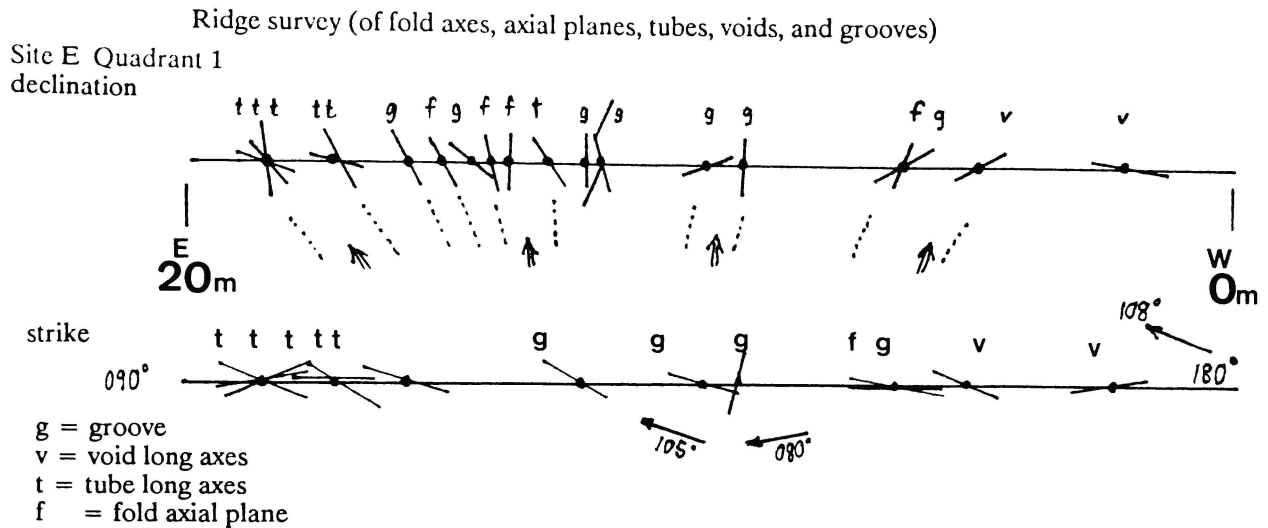 Ridge survey (of fold axes, axial planes, tubes, voids, and grooves)
Site E Quadrant 1
declination
t t t t t g f g f f t g g g g f g v v
E W
20m 0m
strike t t t t t g g g f g v v
108°
090° 180°
105° 080°
g = groove
v = void long axes
t = tube long axes
f = fold axial plane